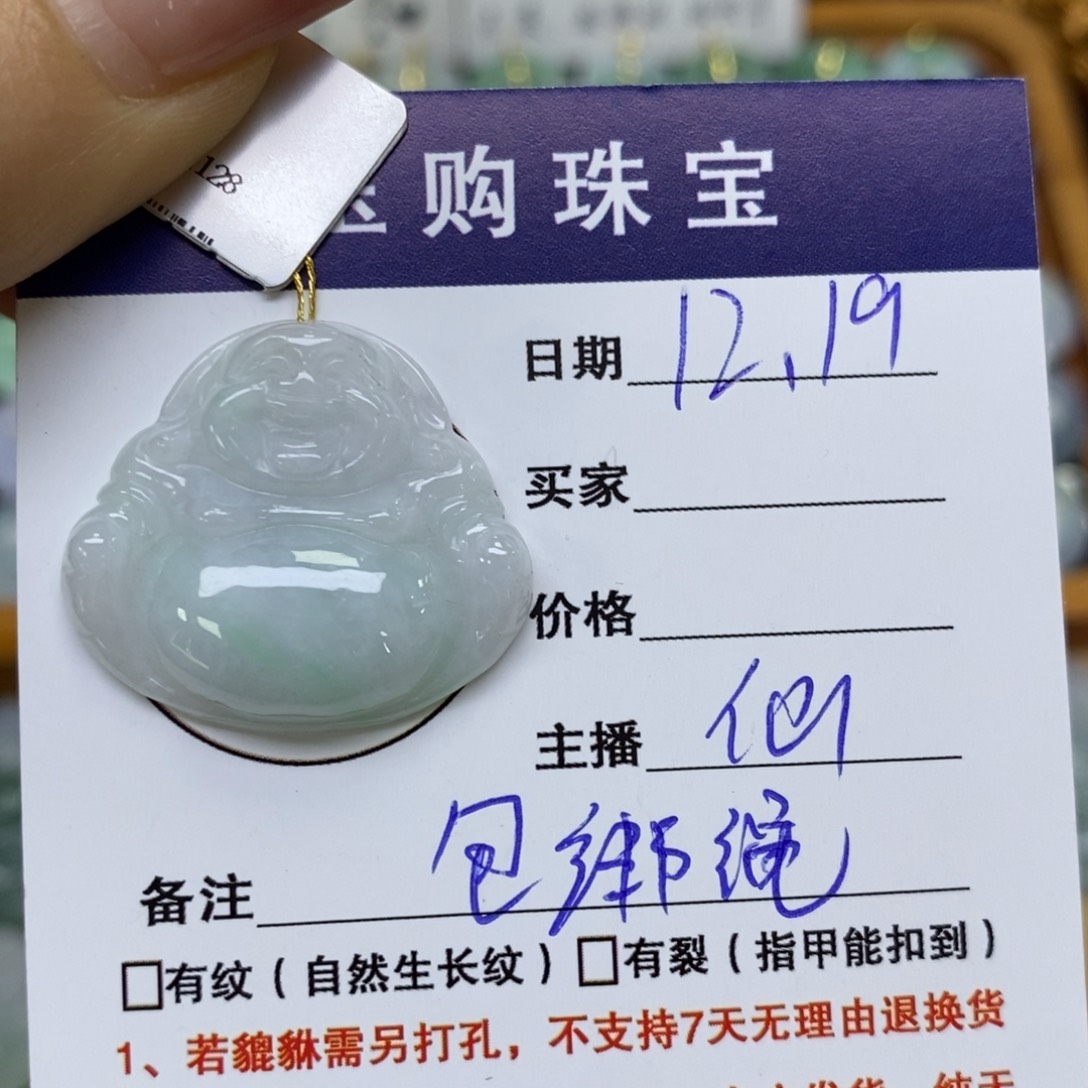 128
购珠宝
日期 12.19
买家
价格
主播 仙
备注 包绑绳
□有纹（自然生长纹）□有裂（指甲能扣到）
1、若貔貅需另打孔，不支持7天无理由退换货